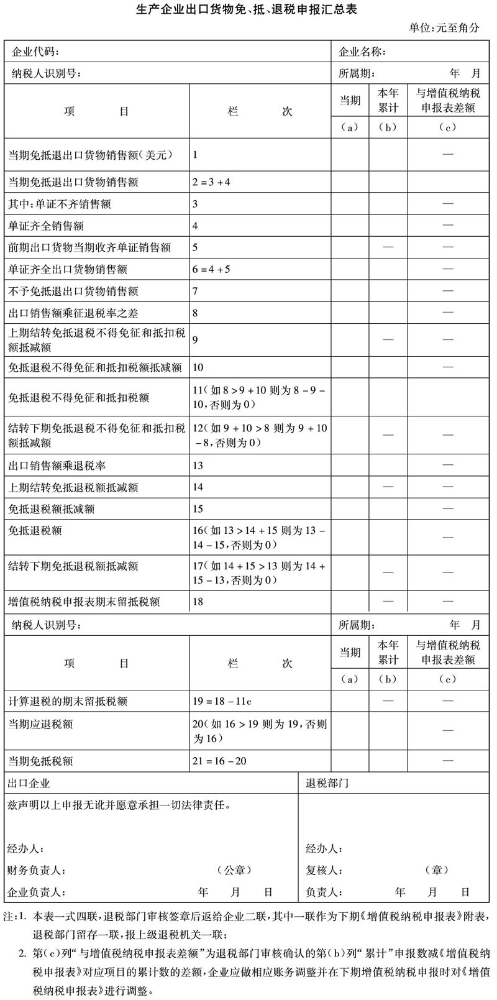 生产企业出口货物免、抵、退税申报汇总表
单位:元至角分
企业代码: 企业名称:
纳税人识别号: 所属期: 年 月
项 目 栏 次 当期 本年累计 与增值税纳税申报表差额
(a) (b) (c)
当期免抵退出口货物销售额(美元) 1 —
当期免抵退出口货物销售额 2=3+4
其中:单证不齐销售额 3 —
单证齐全销售额 4 —
前期出口货物当期收齐单证销售额 5 — —
单证齐全出口货物销售额 6=4+5 —
不予免抵退出口货物销售额 7 —
出口销售额乘征退税率之差 8 —
上期结转免抵退税不得免征和抵扣税
额抵减额 9 — —
免抵退税不得免征和抵扣税额抵减额 10 —
免抵退税不得免征和抵扣税额 11(如8>9+10则为8-9-
10,否则为0)
结转下期免抵退税不得免征和抵扣税 12(如9+10>8则为9+10
额抵减额 -8,否则为0) — —
出口销售额乘退税率 13 —
上期结转免抵退税额抵减额 14 — —
免抵退税额抵减额 15 —
免抵退税额 16(如13>14+15则为13-
14-15,否则为0) —
结转下期免抵退税额抵减额 17(如14+15>13则为14+
15-13,否则为0) — —
增值税纳税申报表期末留抵税额 18 — —
纳税人识别号: 所属期: 年 月
项 目 栏 次 当期 本年累计 与增值税纳税申报表差额
(a) (b) (c)
计算退税的期末留抵税额 19=18-11c — —
当期应退税额 20(如16>19则为19,否则
为16) —
当期免抵税额 21=16-20 —
出口企业 退税部门
兹声明以上申报无讹并愿意承担一切法律责任。
经办人: 经办人:
财务负责人: (公章) 复核人: (章)
企业负责人: 年 月 日 负责人: 年 月 日
注:1. 本表一式四联,退税部门审核签章后返给企业二联,其中一联作为下期《增值税纳税申报表》附表,
退税部门留存一联,报上级退税机关一联;
2. 第(c)列“与增值税纳税申报表差额”为退税部门审核确认的第(b)列“累计”申报数减《增值税纳
税申报表》对应项目的累计数的差额,企业应做相应账务调整并在下期增值税纳税申报时对《增值
税纳税申报表》进行调整。